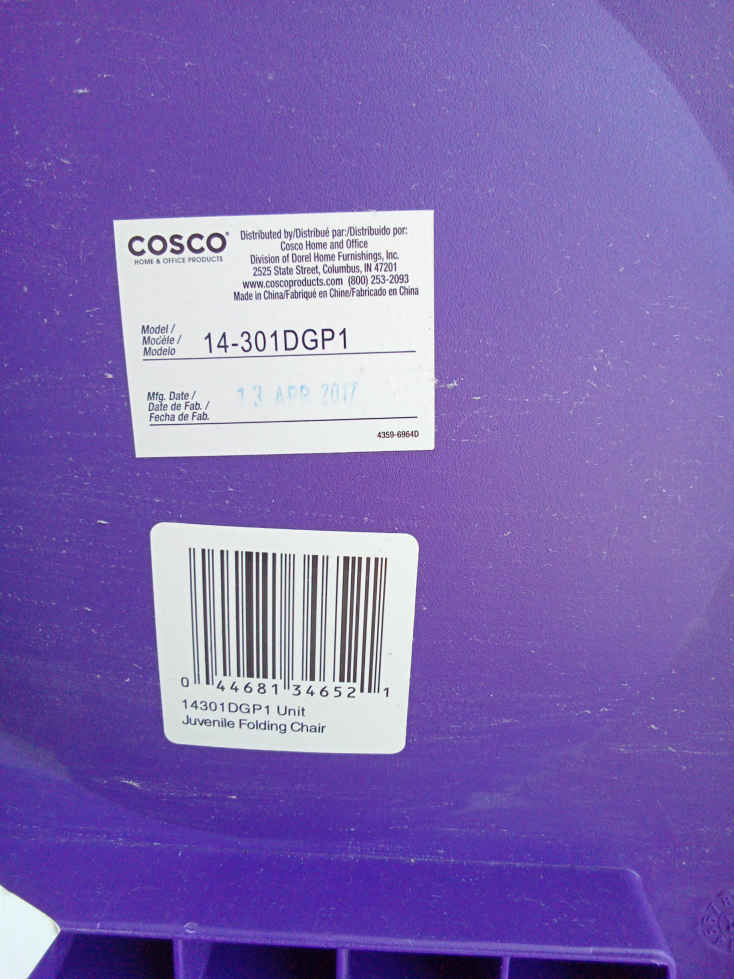 COSCO®
HOME & OFFICE PRODUCTS
Distributed by/Distribué par:/Distribuido por:
Cosco Home and Office
Division of Dorel Home Furnishings, Inc.
2525 State Street, Columbus, IN 47201
www.coscoproducts.com (800) 253-2093
Made in China/Fabriqué en Chine/Fabricado en China
Model /
Modèle /
Modelo
14-301DGP1
Mfg. Date /
Date de Fab. /
Fecha de Fab.
13 APR 2017
4359-6964D
0 44681 34652 1
14301DGP1 Unit
Juvenile Folding Chair